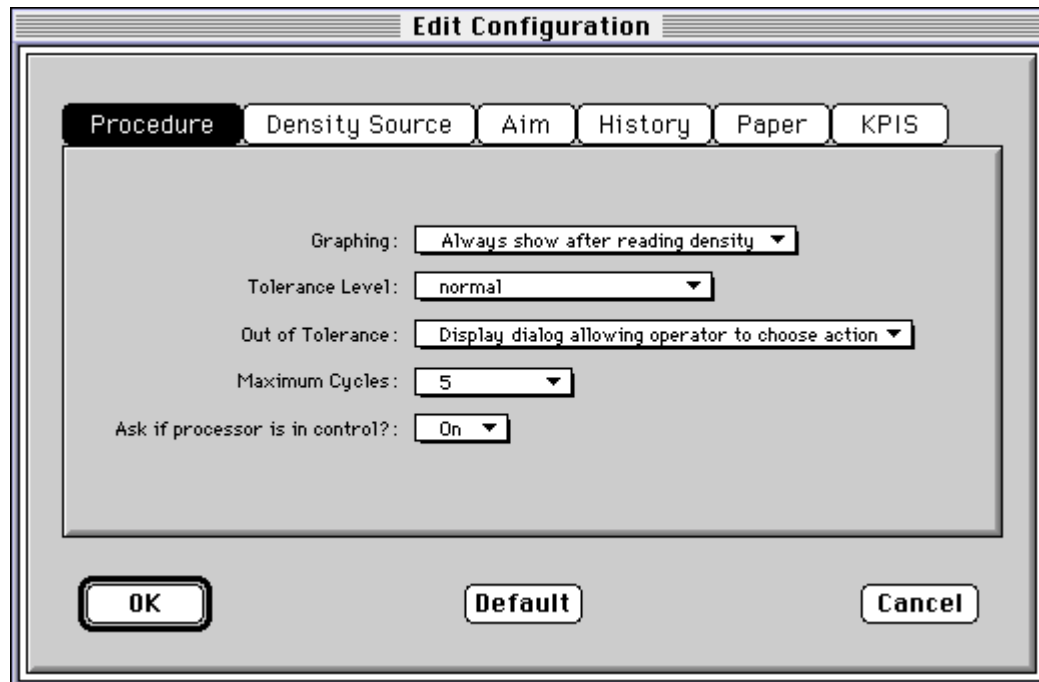 Edit Configuration
Procedure Density Source Aim History Paper KPIS
Graphing: Always show after reading density
Tolerance Level: normal
Out of Tolerance: Display dialog allowing operator to choose action
Maximum Cycles: 5
Ask if processor is in control?: On
OK Default Cancel